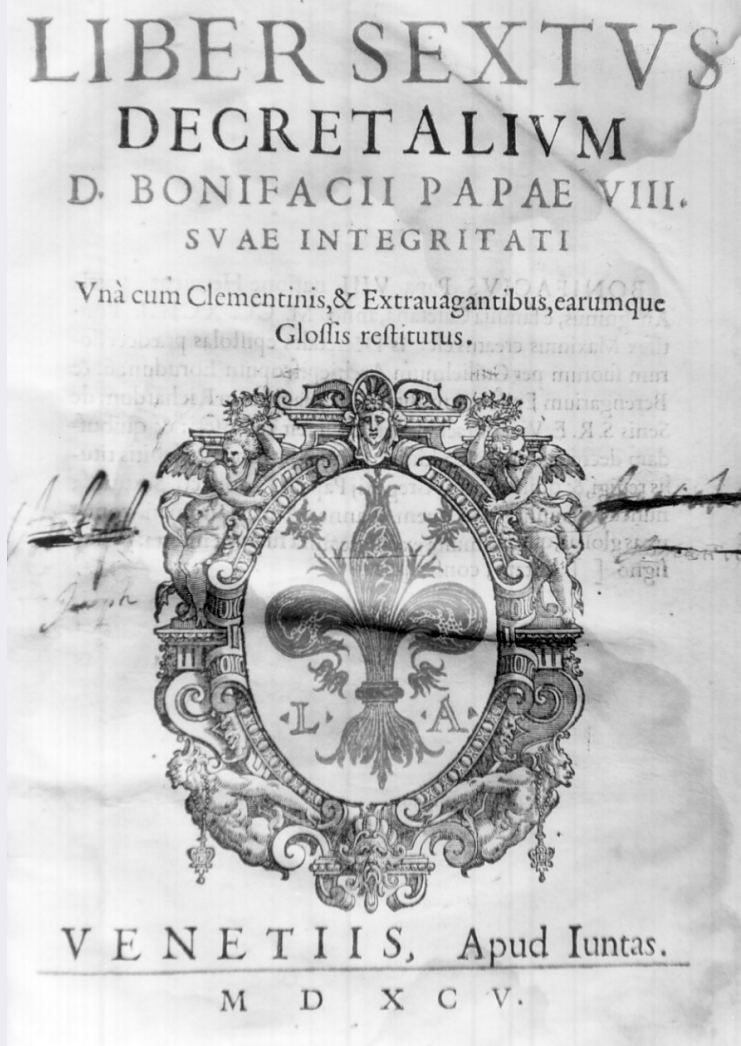 LIBER SEXTVS
DECRETALIVM
D. BONIFACII PAPAE VIII.
SVAE INTEGRITATI
Vnà cum Clementinis,& Extrauagantibus,earumque
Glossis restitutus.
L. A.
VENETIIS, Apud Iuntas.
M D X C V.